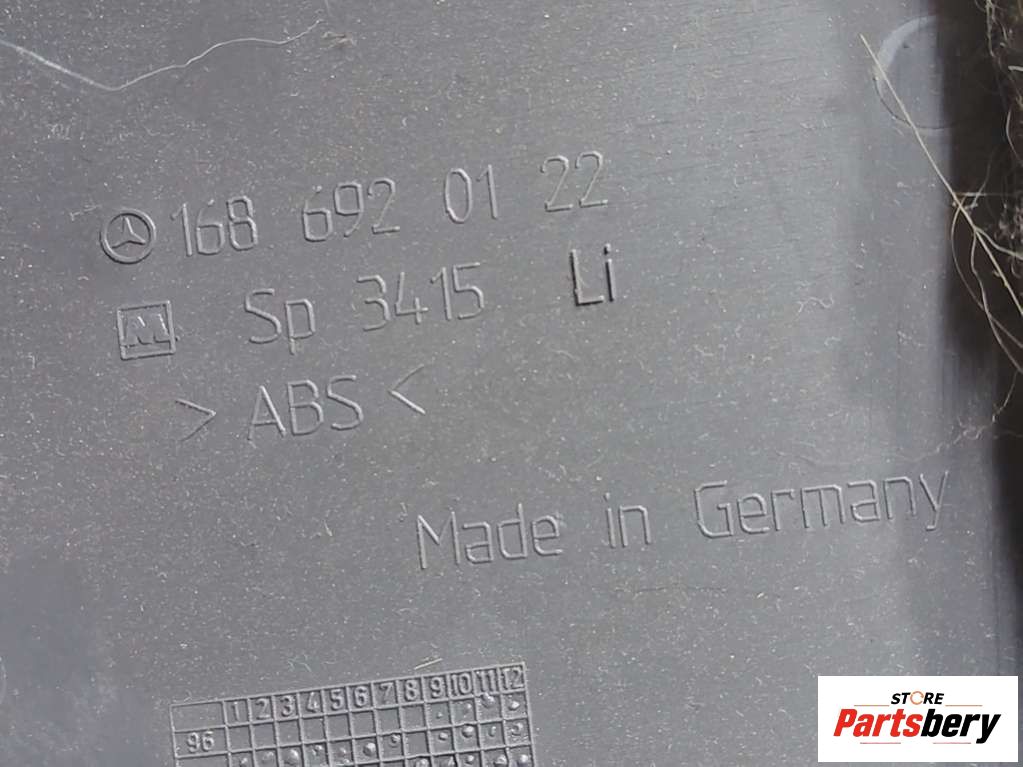 168 692 01 22
M Sp 3415 Li
> ABS <
Made in Germany
1 2 3 4 5 6 7 8 9 10 11 12
96
STORE
Partsbery